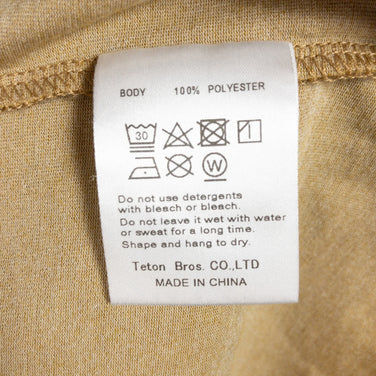 BODY 100% POLYESTER
30
W
Do not use detergents
with bleach or bleach.
Do not leave it wet with water
or sweat for a long time.
Shape and hang to dry.
Teton Bros. CO.,LTD
MADE IN CHINA